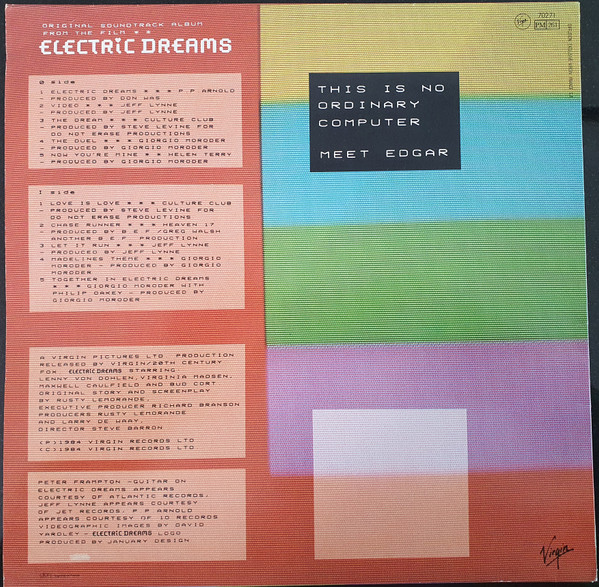 ORIGINAL SOUNDTRACK ALBUM
FROM THE FILM * *
ELECTRIC DREAMS
0 side
1 ELECTRIC DREAMS * * * P.P.ARNOLD
- PRODUCED BY DON WAS
2 VIDEO * * * JEFF LYNNE
- PRODUCED BY JEFF LYNNE
3 THE DREAM * * * CULTURE CLUB
- PRODUCED BY STEVE LEVINE FOR
DO NOT ERASE PRODUCTIONS
4 THE DUEL * * * GIORGIO MORODER
- PRODUCED BY GIORGIO MORODER
5 NOW YOU'RE MINE * * HELEN TERRY
- PRODUCED BY GIORGIO MORODER
1 side
1 LOVE IS LOVE * * * CULTURE CLUB
- PRODUCED BY STEVE LEVINE FOR
DO NOT ERASE PRODUCTIONS
2 CHASE RUNNER * * * HEAVEN 17
- PRODUCED BY B E F /GREG WALSH
ANOTHER B E F. PRODUCTION
3 LET IT RUN * * * JEFF LYNNE
- PRODUCED BY JEFF LYNNE
4 MADELINES THEME * * * GIORGIO
MORODER - PRODUCED BY GIORGIO
MORODER
5 TOGETHER IN ELECTRIC DREAMS
* * * GIORGIO MORODER WITH
PHILIP OAKEY - PRODUCED BY
GIORGIO MORODER
A VIRGIN PICTURES LTD PRODUCTION
RELEASED BY VIRGIN/20TH CENTURY
FOX. ELECTRIC DREAMS STARRING
LENNY VON DOHLEN,VIRGINIA MADSEN,
MAXWELL CAULFIELD AND BUD CORT
ORIGINAL STORY AND SCREENPLAY
BY RUSTY LEMORANDE.
EXECUTIVE PRODUCER RICHARD BRANSON
PRODUCERS RUSTY LEMORANDE
AND LARRY DE WAAY.
DIRECTOR STEVE BARRON
(P)1984 VIRGIN RECORDS LTD
(C)1984 VIRGIN RECORDS LTD
PETER FRAMPTON -GUITAR ON
ELECTRIC DREAMS APPEARS
COURTESY OF ATLANTIC RECORDS.
JEFF LYNNE APPEARS COURTESY
OF JET RECORDS. P.P.ARNOLD
APPEARS COURTESY OF 10 RECORDS
VIDEOGRAPHIC IMAGES BY DAVID
YARDLEY - ELECTRIC DREAMS LOGO
PRODUCED BY JANUARY DESIGN
THIS IS NO
ORDINARY
COMPUTER
MEET EDGAR
Virgin
70271
PM 263
Virgin